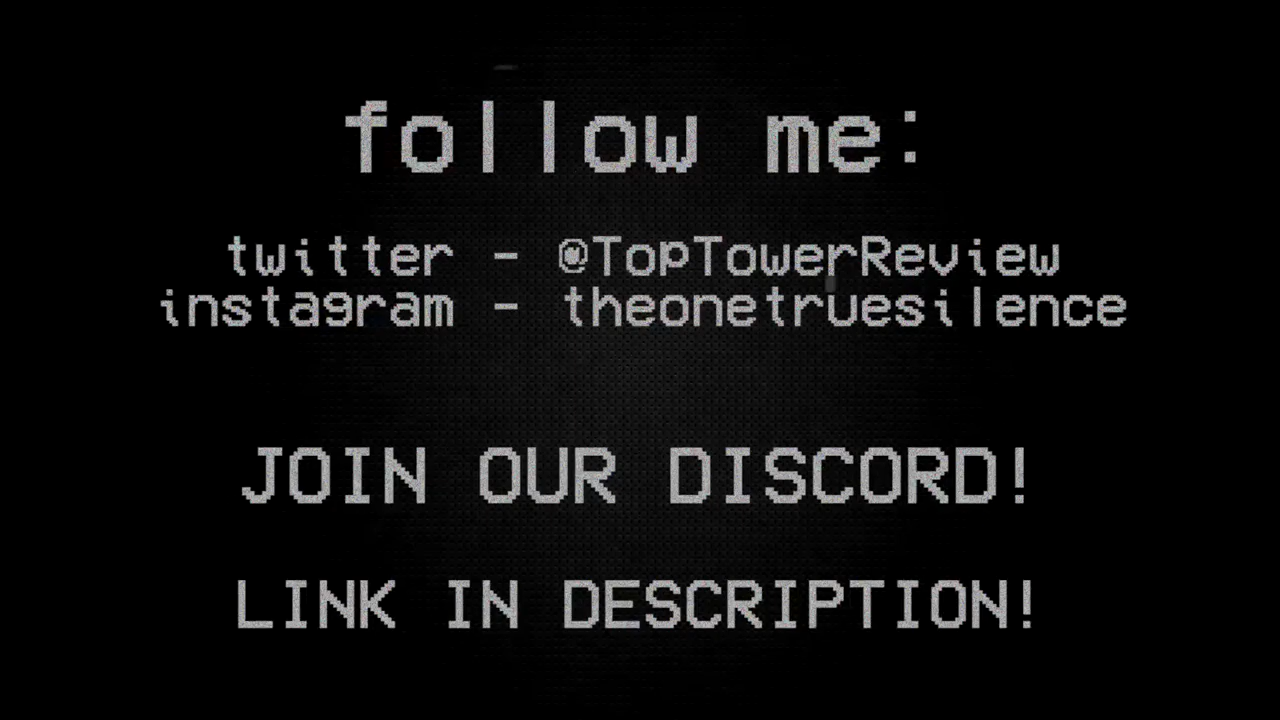 follow me:
twitter - @TopTowerReview
instagram - theonetruesilence
JOIN OUR DISCORD!
LINK IN DESCRIPTION!